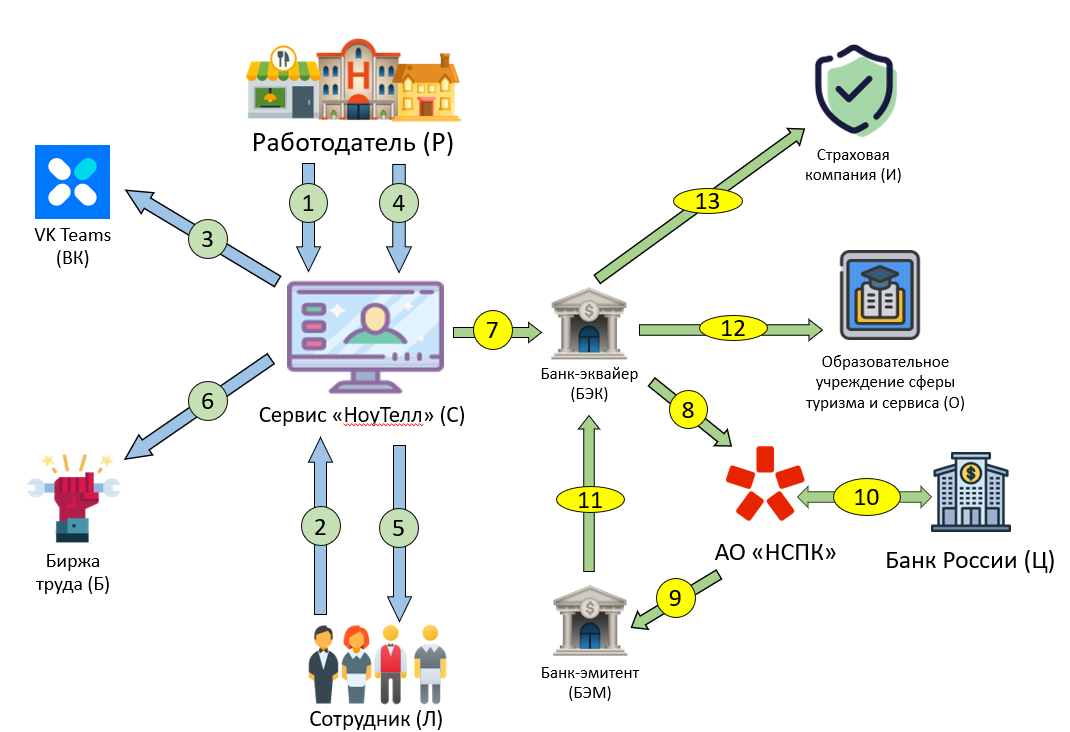 Работодатель (Р)
H
1
4
Страховая
компания (И)
13
VK Teams
(ВК)
3
7
12
Банк-эквайер
(БЭК)
Образовательное
учреждение сферы
туризма и сервиса (О)
6
Сервис «НоуТелл» (С)
8
$
$
2
5
11
10
$
Биржа
труда (Б)
АО «НСПК»
Банк России (Ц)
9
Банк-эмитент
(БЭМ)
Сотрудник (Л)